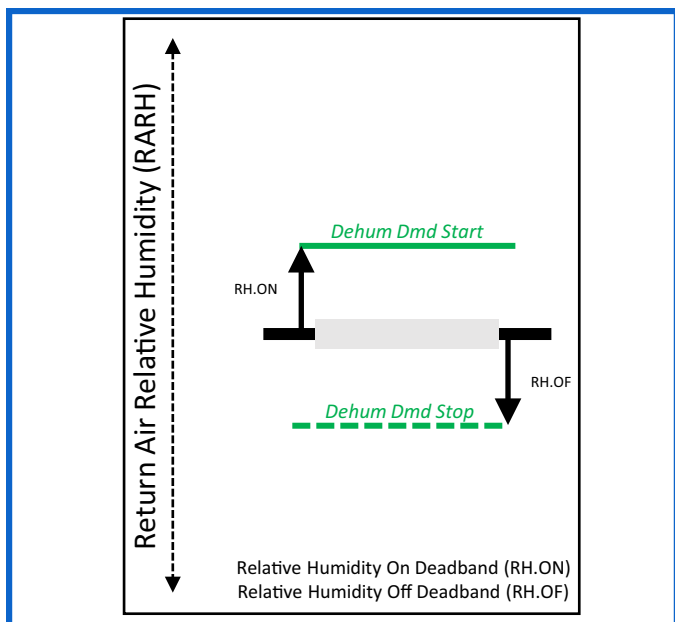 Return Air Relative Humidity (RARH)
Dehum Dmd Start
RH.ON
RH.OF
Dehum Dmd Stop
Relative Humidity On Deadband (RH.ON)
Relative Humidity Off Deadband (RH.OF)